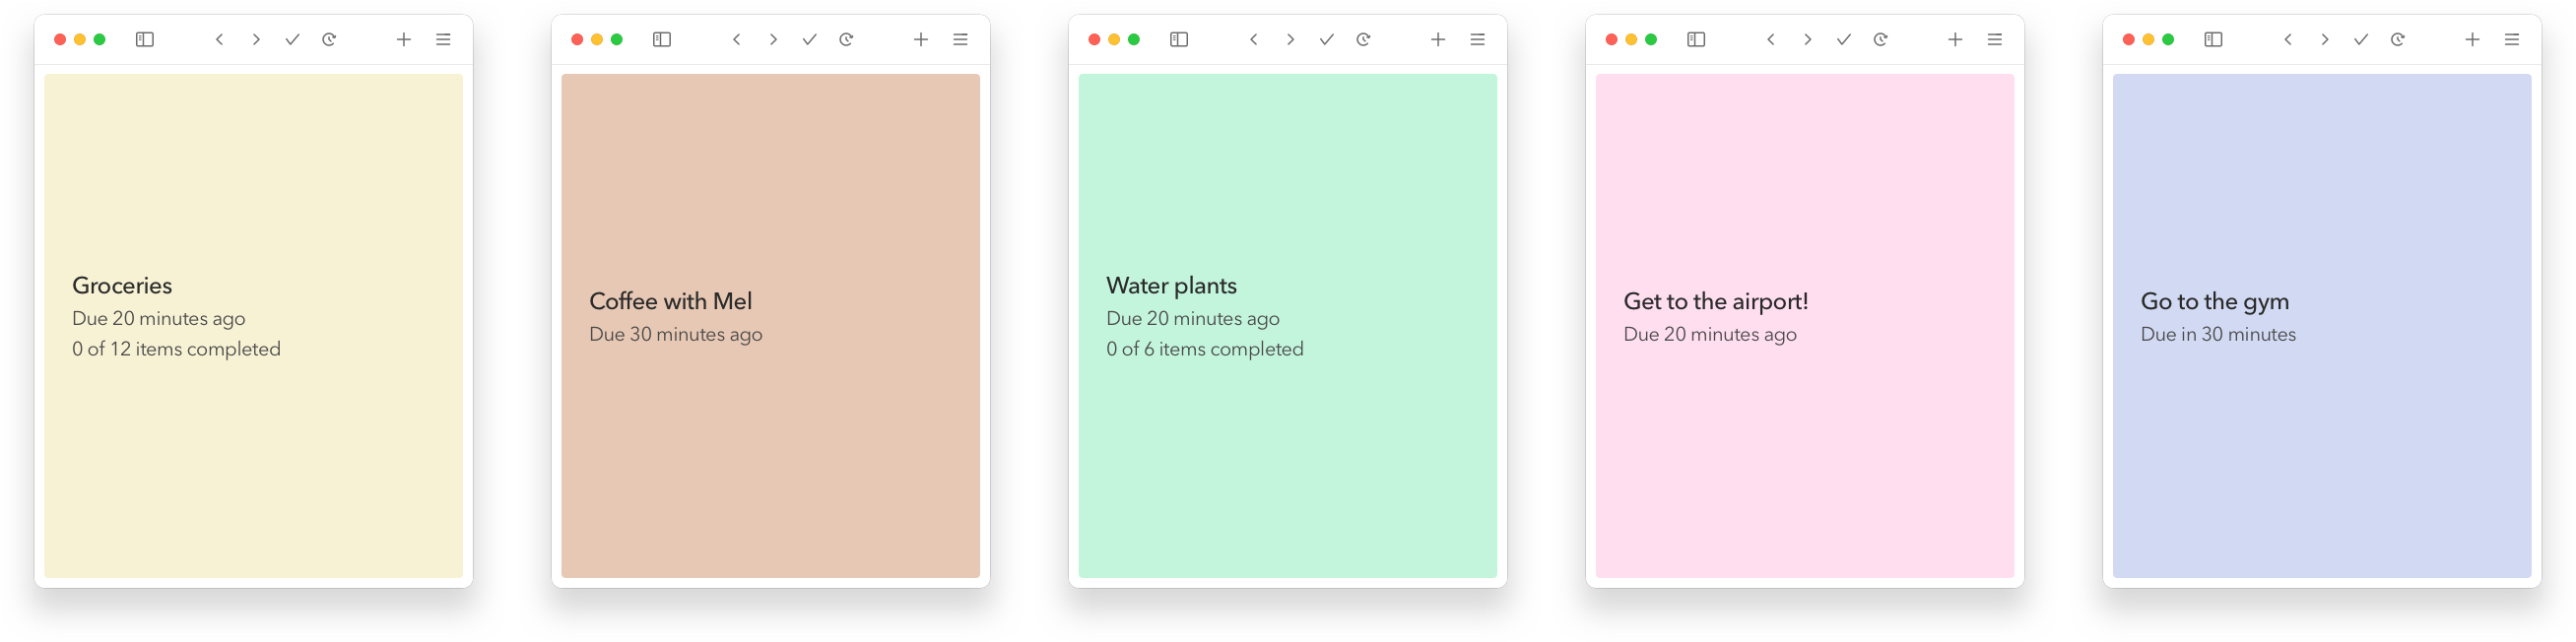 Groceries
Due 20 minutes ago
0 of 12 items completed
Coffee with Mel
Due 30 minutes ago
Water plants
Due 20 minutes ago
0 of 6 items completed
Get to the airport!
Due 20 minutes ago
Go to the gym
Due in 30 minutes